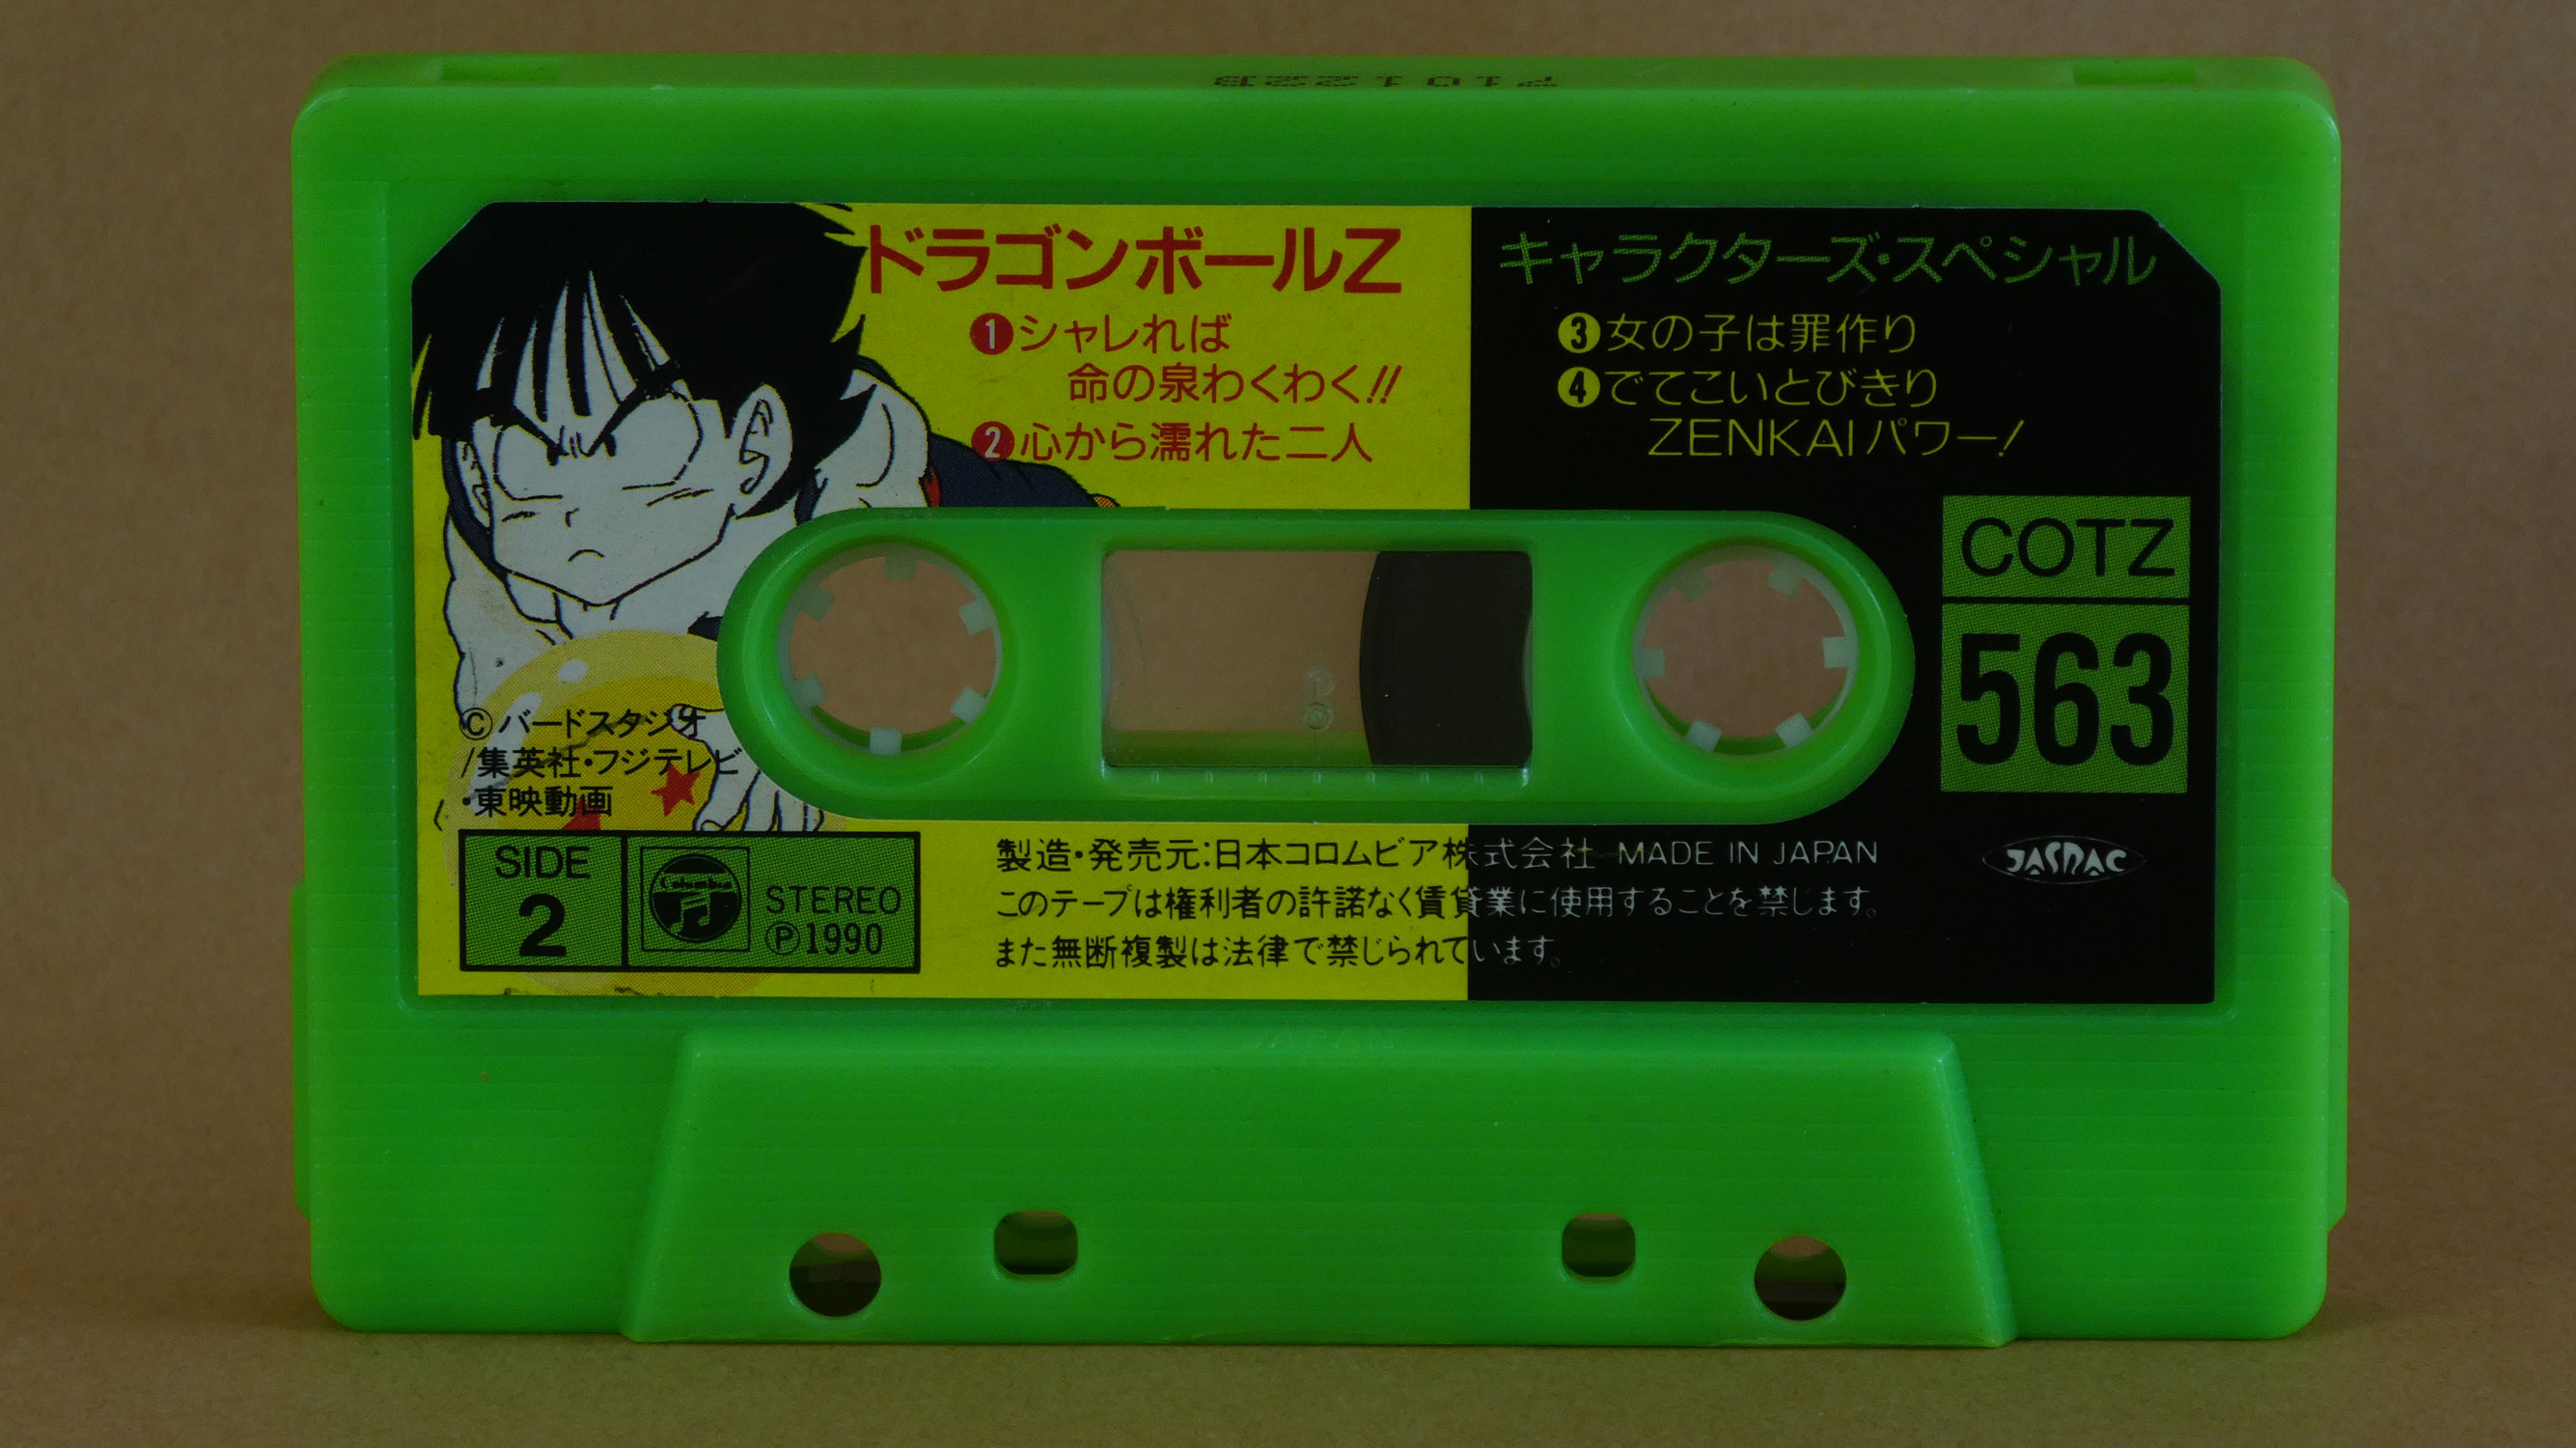 ドラゴンボールZ
❶シャレれば
命の泉わくわく!!
❷心から濡れた二人
キャラクターズ・スペシャル
❸女の子は罪作り
❹でてこいとびきり
ZENKAIパワー!
COTZ
563
©バードスタジオ
/集英社・フジテレビ
・東映動画
SIDE
2
Columbia
STEREO
℗1990
製造・発売元:日本コロムビア株式会社 MADE IN JAPAN
このテープは権利者の許諾なく賃貸業に使用することを禁じます。
また無断複製は法律で禁じられています。
JASRAC